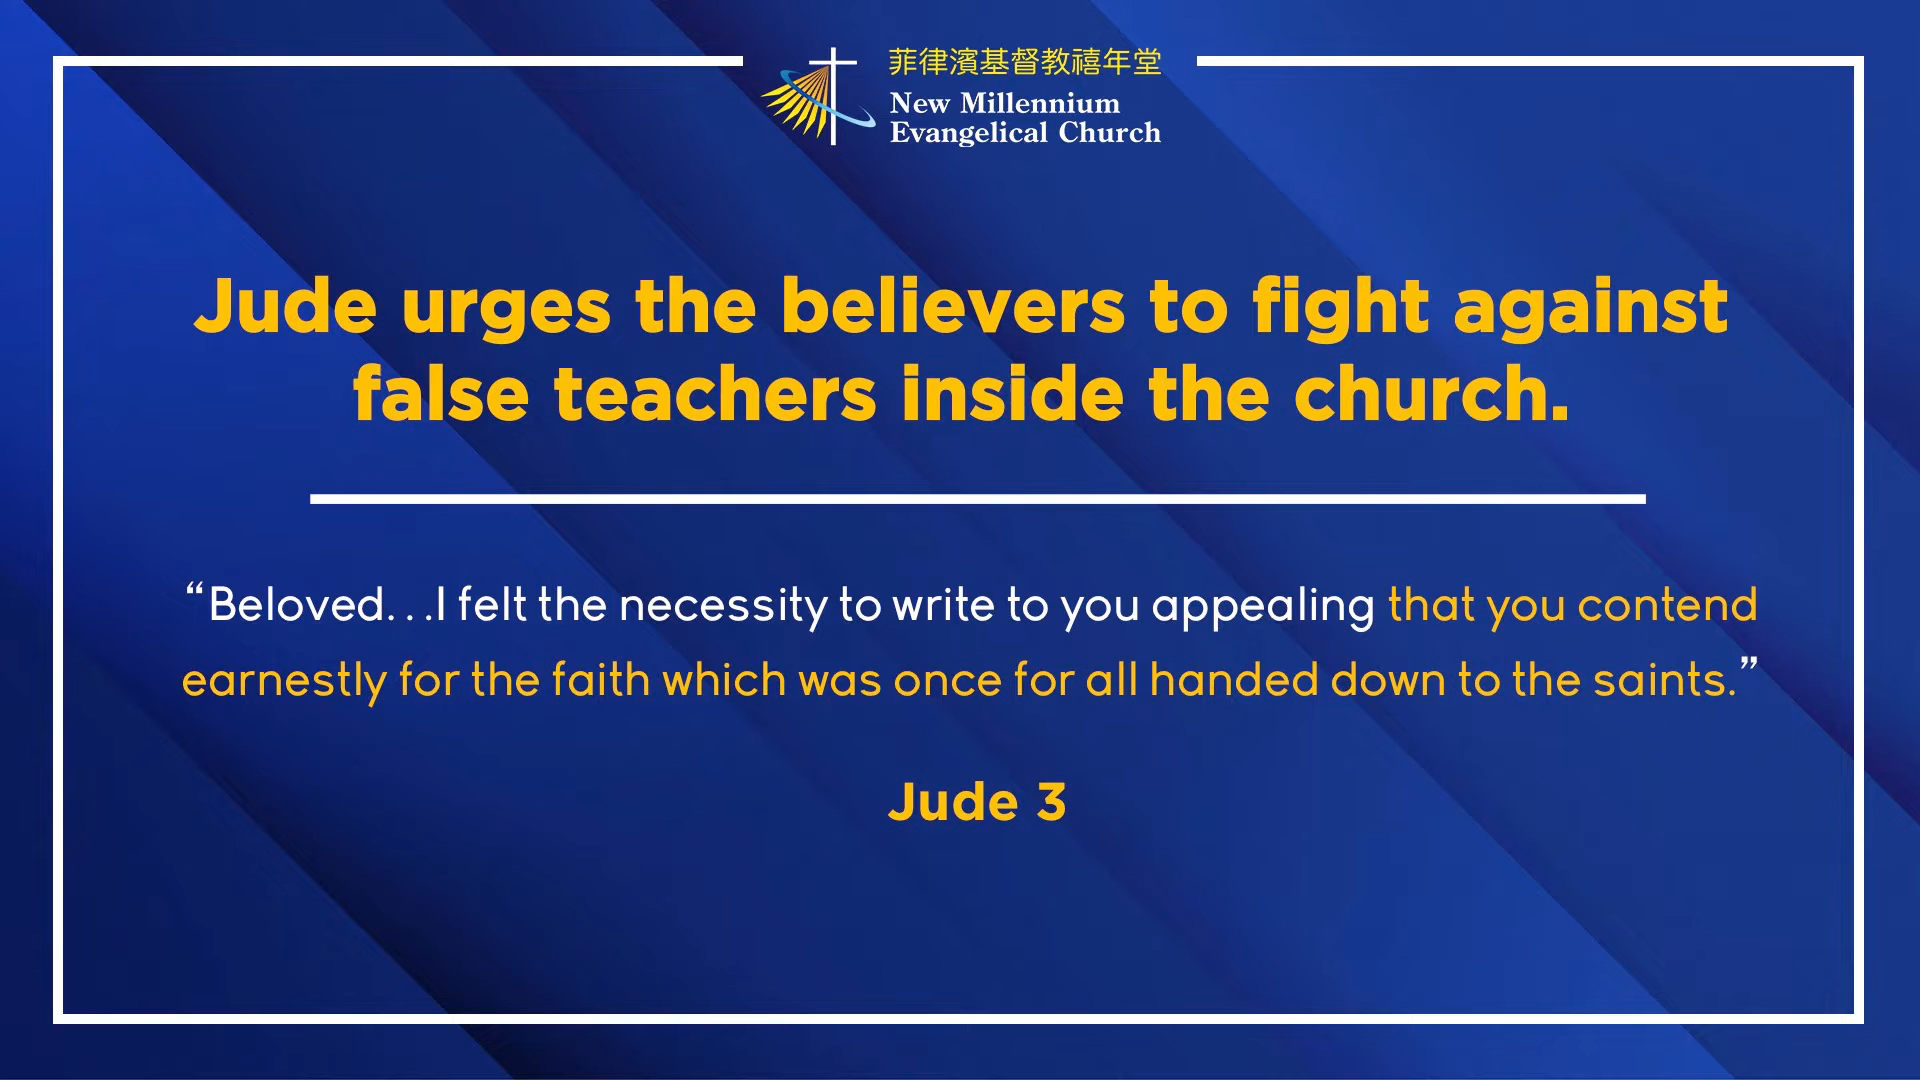 菲律濱基督教禧年堂
New Millennium
Evangelical Church
Jude urges the believers to fight against
false teachers inside the church.
“Beloved...I felt the necessity to write to you appealing that you contend
earnestly for the faith which was once for all handed down to the saints.”
Jude 3